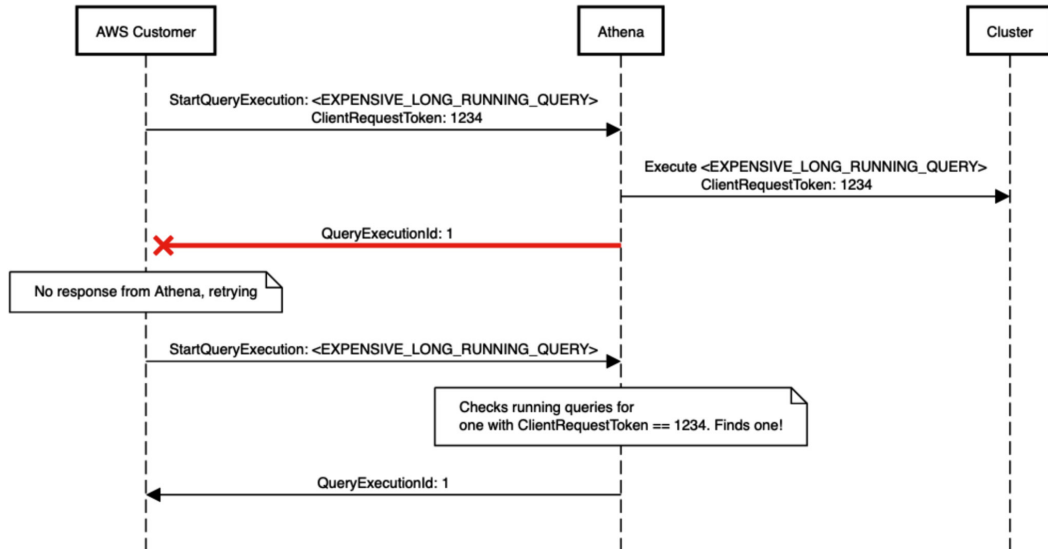 AWS Customer
Athena
Cluster
StartQueryExecution: <EXPENSIVE_LONG_RUNNING_QUERY>
ClientRequestToken: 1234
Execute <EXPENSIVE_LONG_RUNNING_QUERY>
ClientRequestToken: 1234
QueryExecutionId: 1
No response from Athena, retrying
StartQueryExecution: <EXPENSIVE_LONG_RUNNING_QUERY>
Checks running queries for
one with ClientRequestToken == 1234. Finds one!
QueryExecutionId: 1